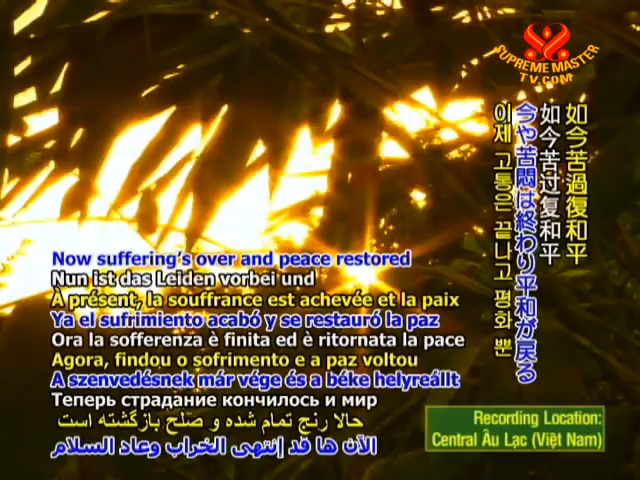 SUPREME MASTER
TV.COM
如今苦過復和平
如今苦过复和平
今や苦悶は終わり平和が戻る
이제 고통은 끝나고 평화 뿐
Now suffering's over and peace restored
Nun ist das Leiden vorbei und
À présent, la souffrance est achevée et la paix
Ya el sufrimiento acabó y se restauró la paz
Ora la sofferenza è finita ed è ritornata la pace
Agora, findou o sofrimento e a paz voltou
A szenvedésnek már vége és a béke helyreállt
Теперь страдание кончилось и мир
حالا رنج تمام شده و صلح بازگشته است
الآن ها قد إنتهى الخراب وعاد السلام
Recording Location:
Central Âu Lạc (Việt Nam)